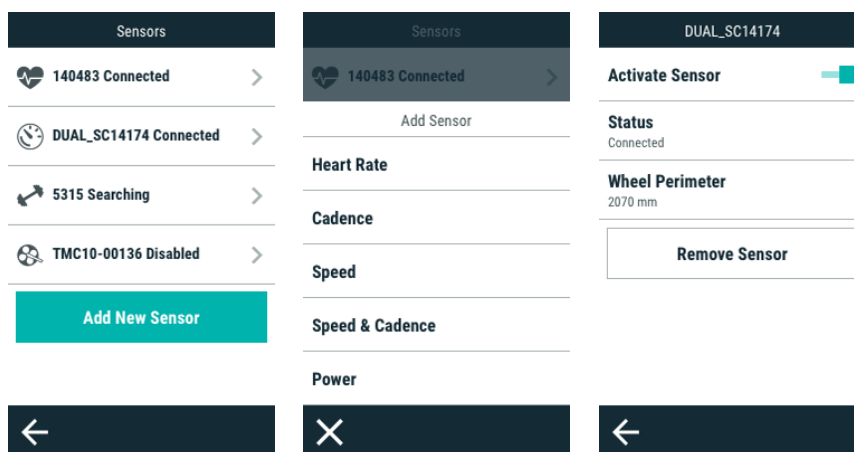 Sensors
140483 Connected
DUAL_SC14174 Connected
5315 Searching
TMC10-00136 Disabled
Add New Sensor
Sensors
140483 Connected
Add Sensor
Heart Rate
Cadence
Speed
Speed & Cadence
Power
DUAL_SC14174
Activate Sensor
Status
Connected
Wheel Perimeter
2070 mm
Remove Sensor